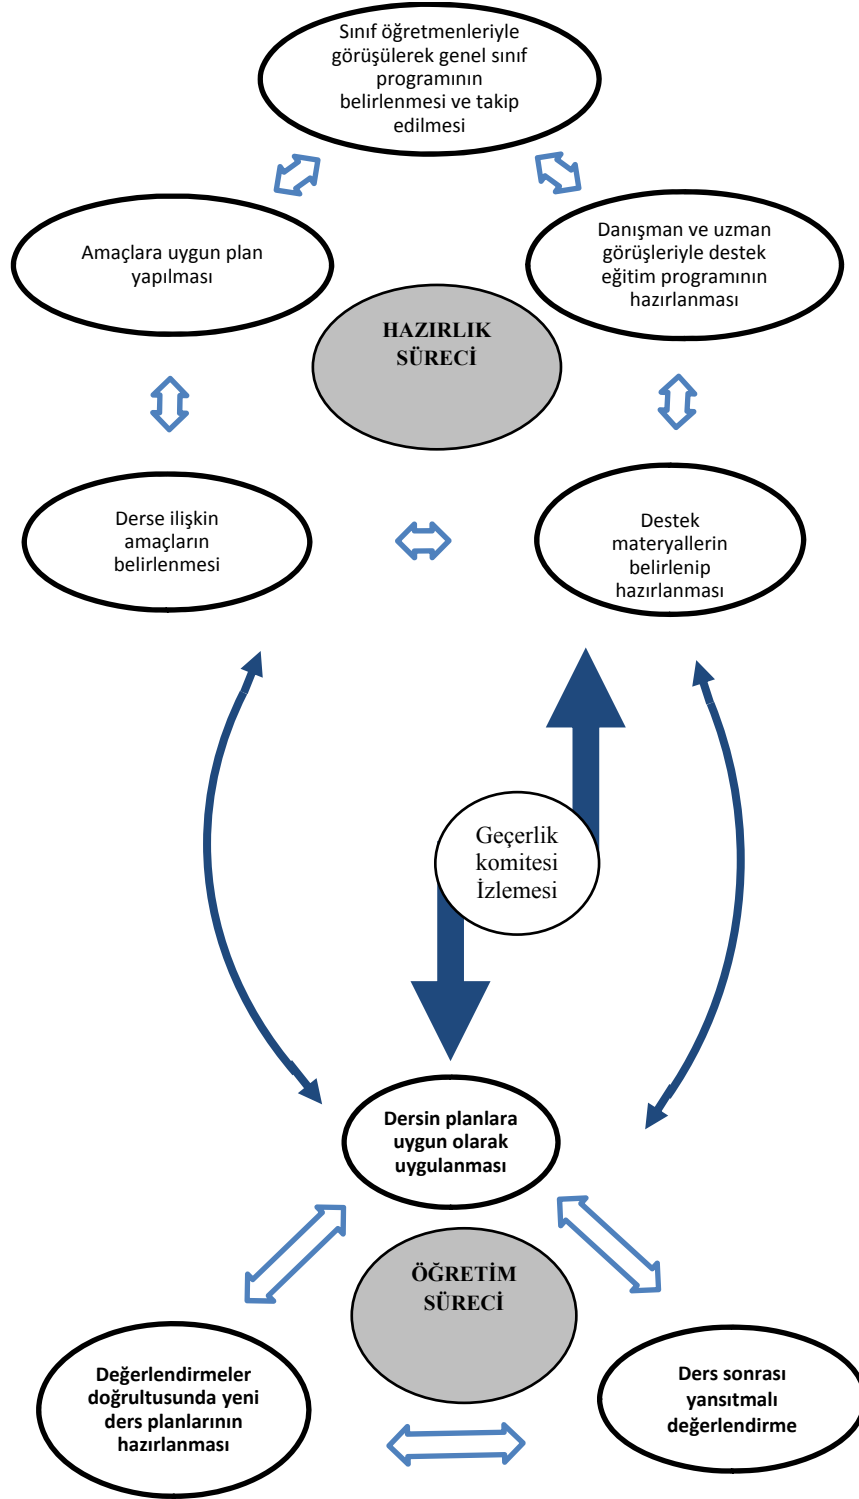 Sınıf öğretmenleriyle
görüşülerek genel sınıf
programının
belirlenmesi ve takip
edilmesi
Amaçlara uygun plan
yapılması
Danışman ve uzman
görüşleriyle destek
eğitim programının
hazırlanması
HAZIRLIK
SÜRECİ
Derse ilişkin
amaçların
belirlenmesi
Destek
materyallerin
belirlenip
hazırlanması
Geçerlik
komitesi
İzlemesi
Dersin planlara
uygun olarak
uygulanması
ÖĞRETİM
SÜRECİ
Değerlendirmeler
doğrultusunda yeni
ders planlarının
hazırlanması
Ders sonrası
yansıtmalı
değerlendirme